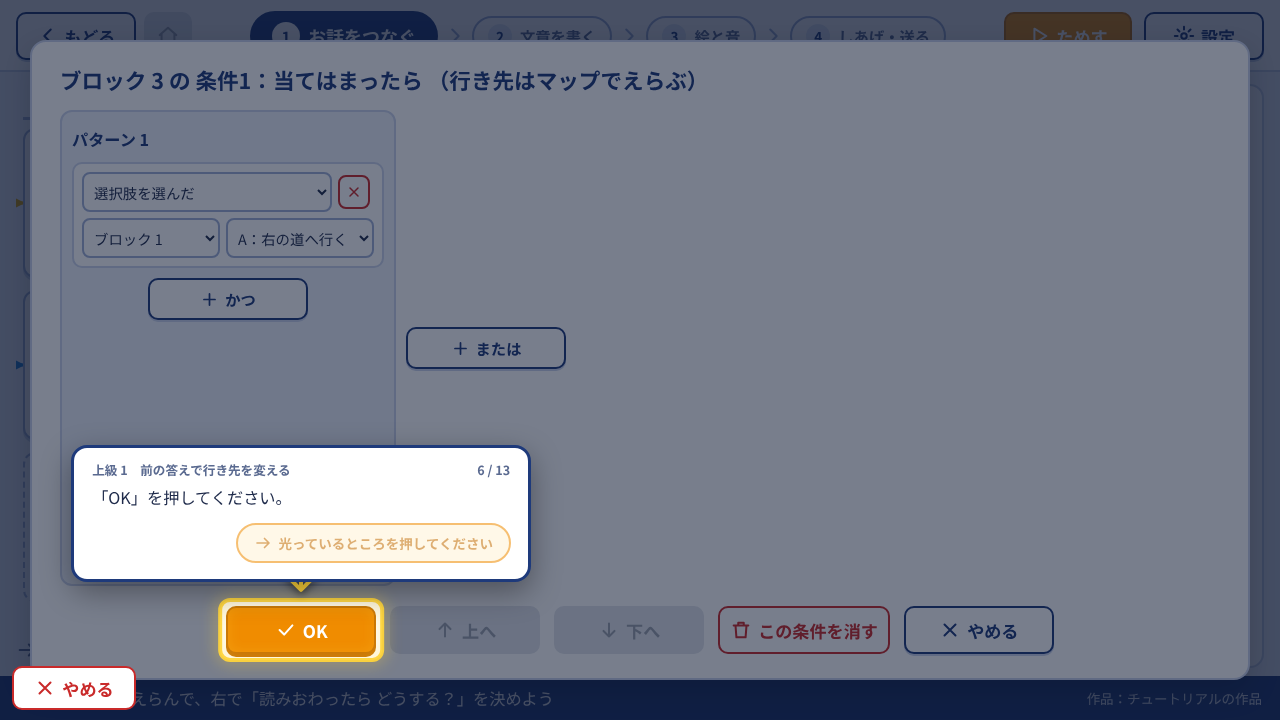 もどる
1 お話をつなぐ
2 文章を書く
3 絵と音
4 しあげ・送る
ためす
設定
ブロック 3 の 条件1：当てはまったら （行き先はマップでえらぶ）
パターン 1
選択肢を選んだ
ブロック 1
A：右の道へ行く
かつ
または
上級 1 前の答えで行き先を変える
6 / 13
「OK」を押してください。
光っているところを押してください
OK
上へ
下へ
この条件を消す
やめる
やめる
えらんで、右で「読みおわったら どうする？」を決めよう
作品：チュートリアルの作品